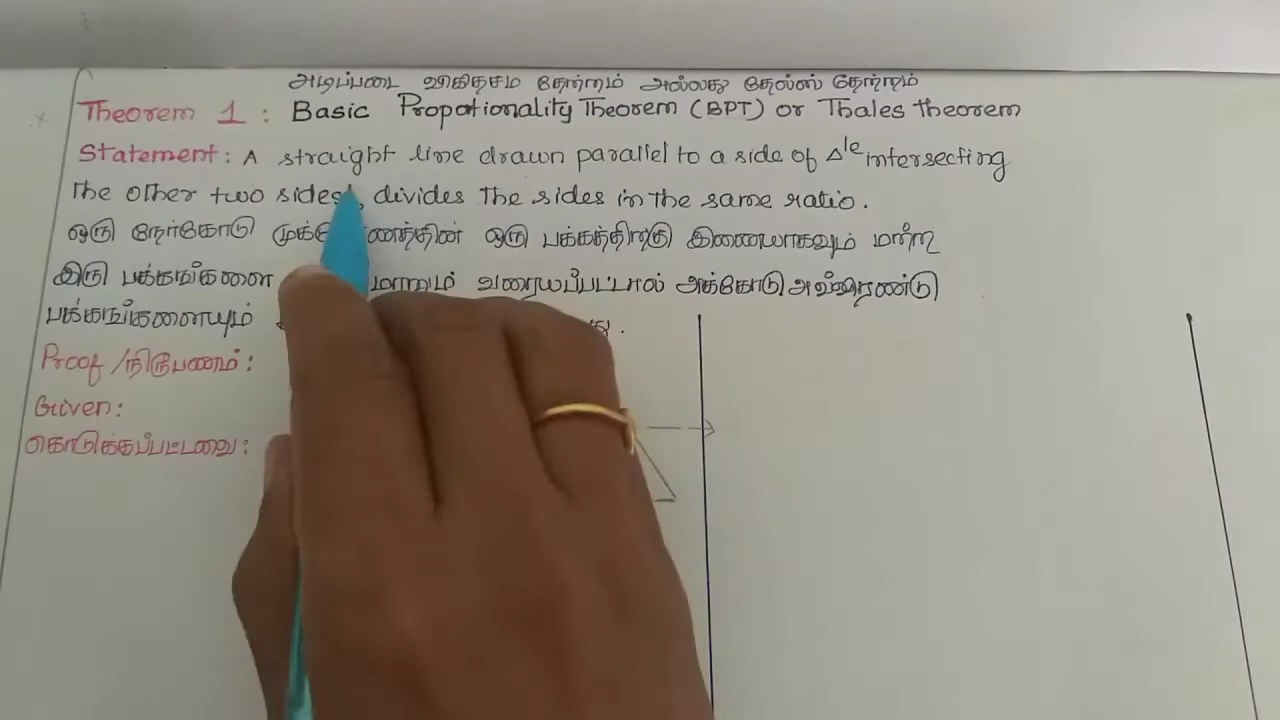 அடிப்படை விகிதசம தேற்றம் அல்லது தேல்ஸ் தேற்றம்
Theorem 1 : Basic Propotionality Theorem (BPT) or Thales theorem
Statement : A straight line drawn parallel to a side of Δle intersecting
the other two sides, divides the sides in the same ratio.
ஒரு நேர்கோடு ஒரு பக்கத்திற்கு இணையாகவும் மற்ற
இரு பக்கங்களை வரையப்பட்டால் அக்கோடு அவ்விரண்டு
பக்கங்களையும்
Proof /நிரூபணம் :
Given :
கொடுக்கப்பட்டவை :